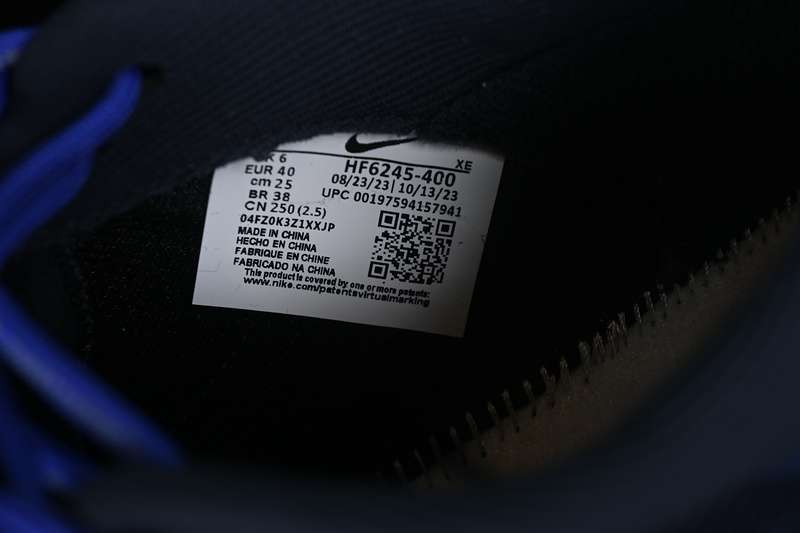 K 6
EUR 40
cm 25
BR 38
CN 250 (2.5)
04FZ0K3Z1XXJP
XE
HF6245-400
08/23/23| 10/13/23
UPC 00197594157941
MADE IN CHINA
HECHO EN CHINA
FABRIQUE EN CHINE
FABRICADO NA CHINA
This product is covered by one or more patents:
www.nike.com/patentsvirtualmarking